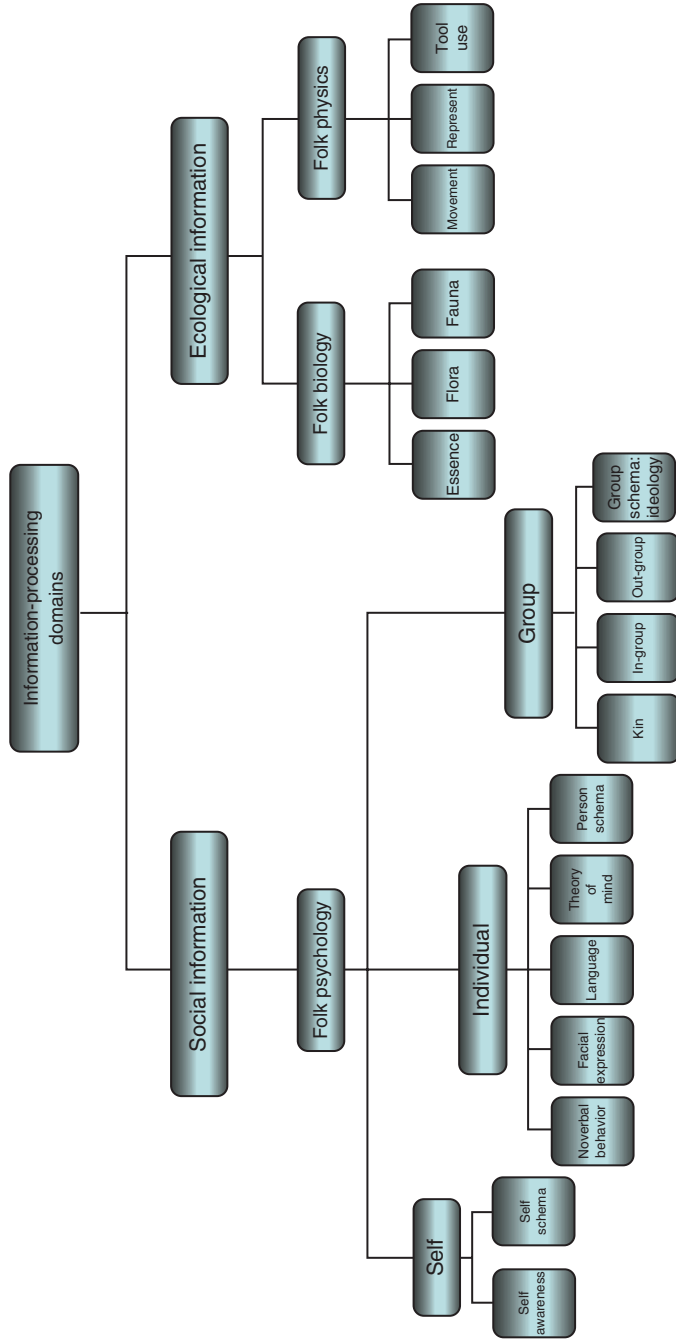 Information-processing
domains
Social information
Ecological information
Folk psychology
Folk biology
Folk physics
Self
Individual
Group
Self
awareness
Self
schema
Noverbal
behavior
Facial
expression
Language
Theory
of
mind
Person
schema
Kin
In-group
Out-group
Group
schema:
ideology
Essence
Flora
Fauna
Movement
Represent
Tool
use